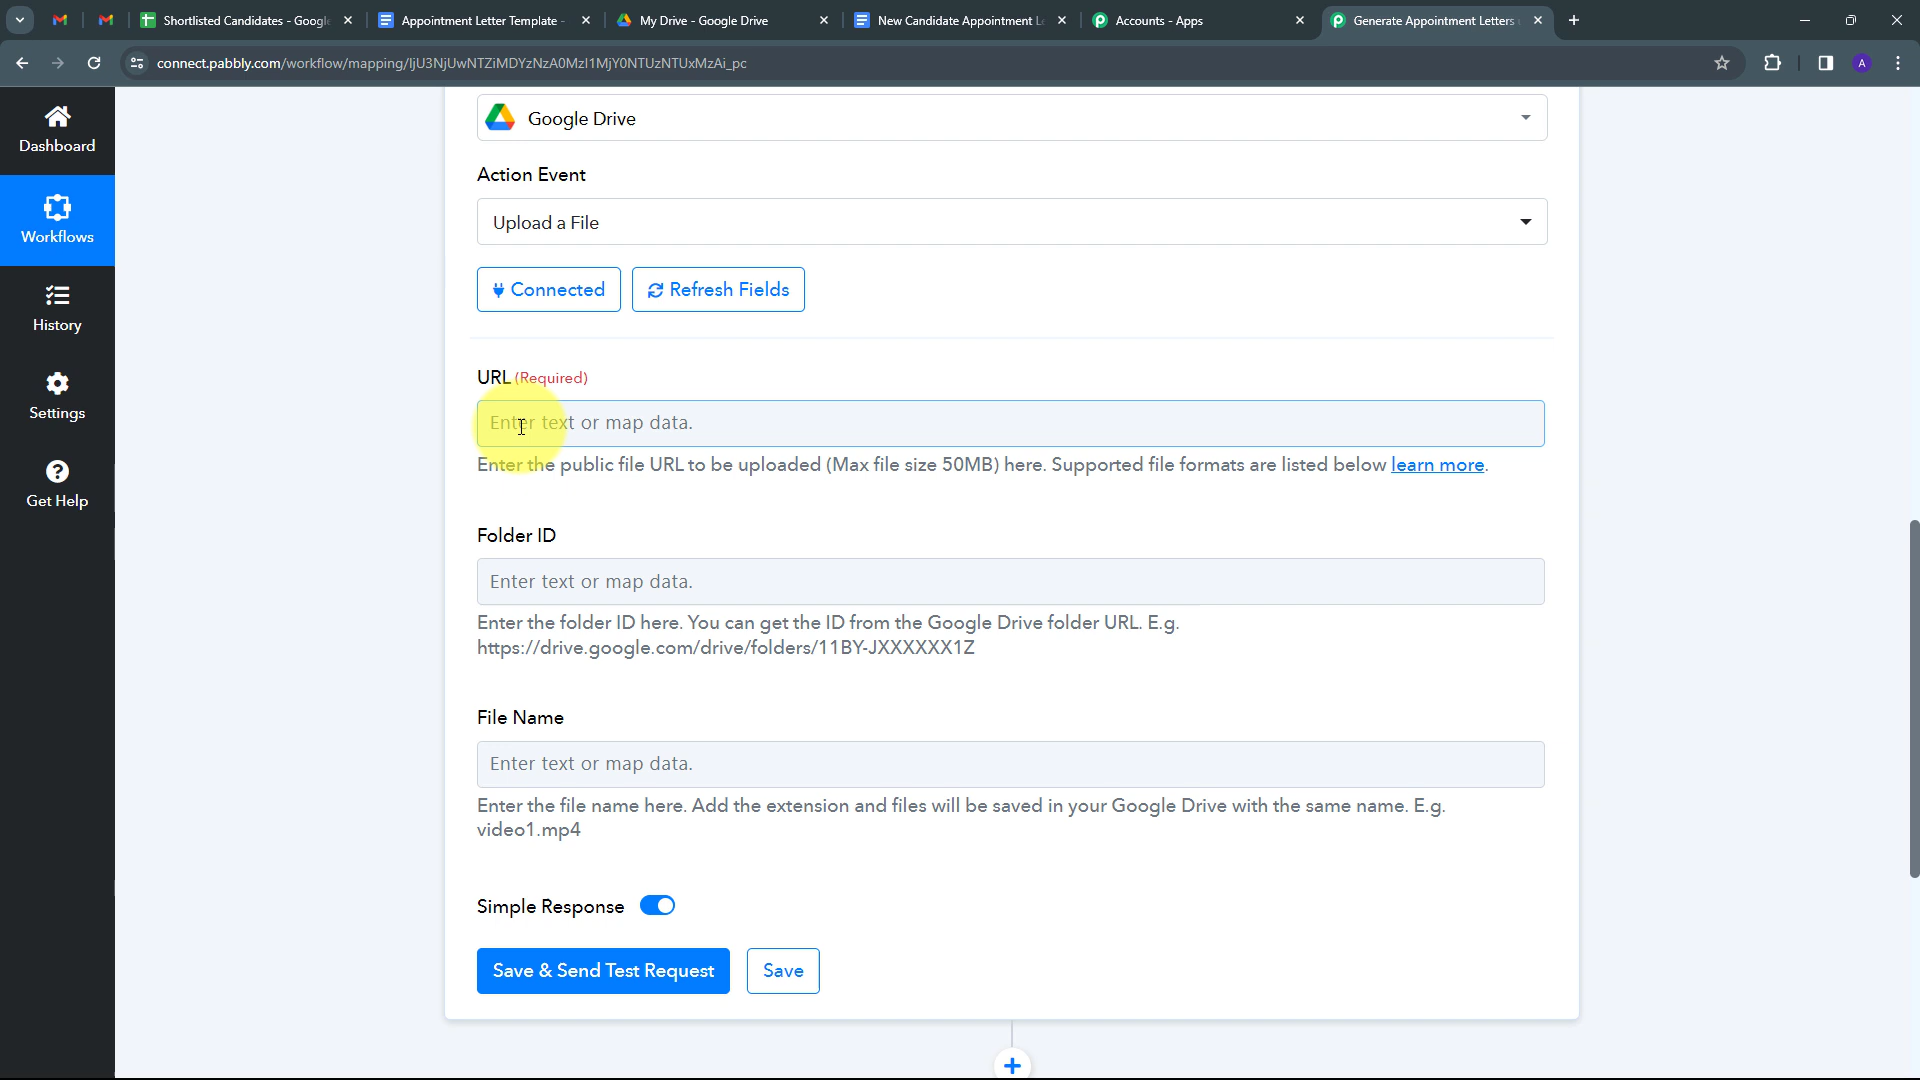 Shortlisted Candidates - Google
Appointment Letter Template -
My Drive - Google Drive
New Candidate Appointment L
Accounts - Apps
Generate Appointment Letters
connect.pabbly.com/workflow/mapping/IjU3NjUwNTZiMDYzNzA0MzI1MjY0NTUzNTUxMzAi_pc
A
Dashboard
Workflows
History
Settings
Get Help
Google Drive
Action Event
Upload a File
Connected
Refresh Fields
URL (Required)
Enter text or map data.
Enter the public file URL to be uploaded (Max file size 50MB) here. Supported file formats are listed below learn more.
Folder ID
Enter text or map data.
Enter the folder ID here. You can get the ID from the Google Drive folder URL. E.g.
https://drive.google.com/drive/folders/11BY-JXXXXXX1Z
File Name
Enter text or map data.
Enter the file name here. Add the extension and files will be saved in your Google Drive with the same name. E.g.
video1.mp4
Simple Response
Save & Send Test Request
Save